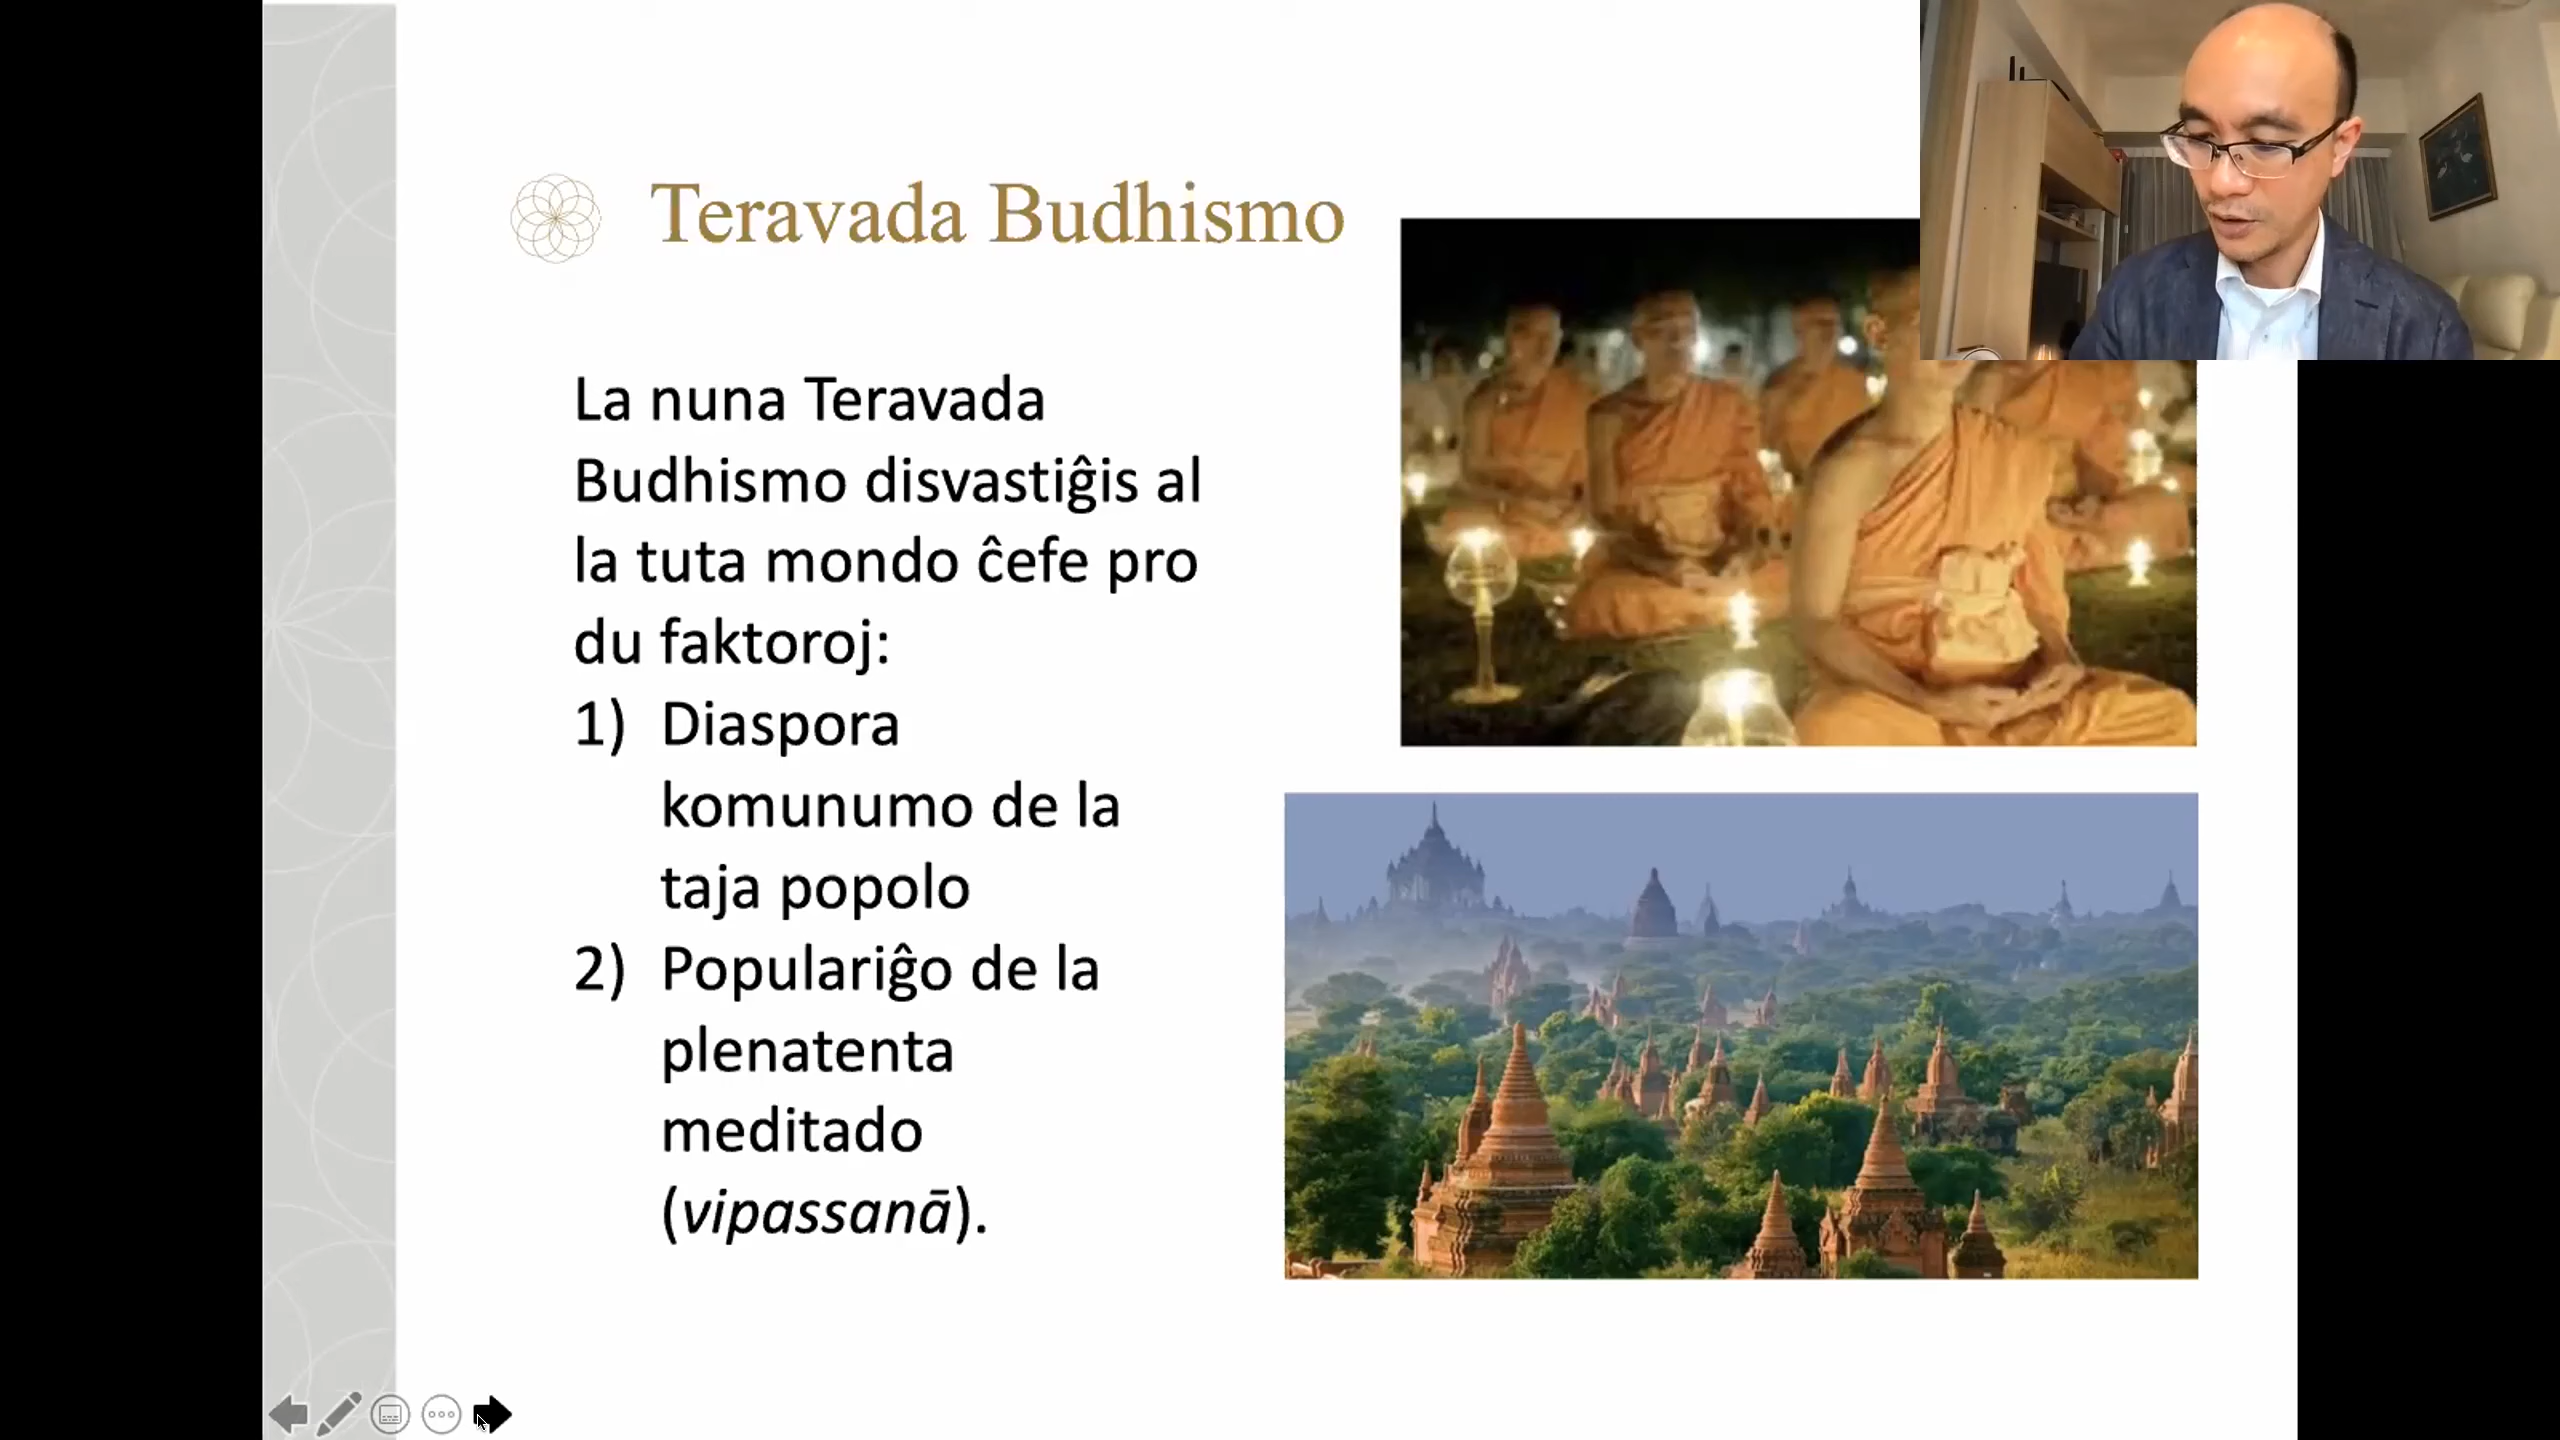 Teravada Budhismo
La nuna Teravada
Budhismo disvastiĝis al
la tuta mondo ĉefe pro
du faktoroj:
1) Diaspora
komunumo de la
taja popolo
2) Populariĝo de la
plenatenta
meditado
(vipassanā).